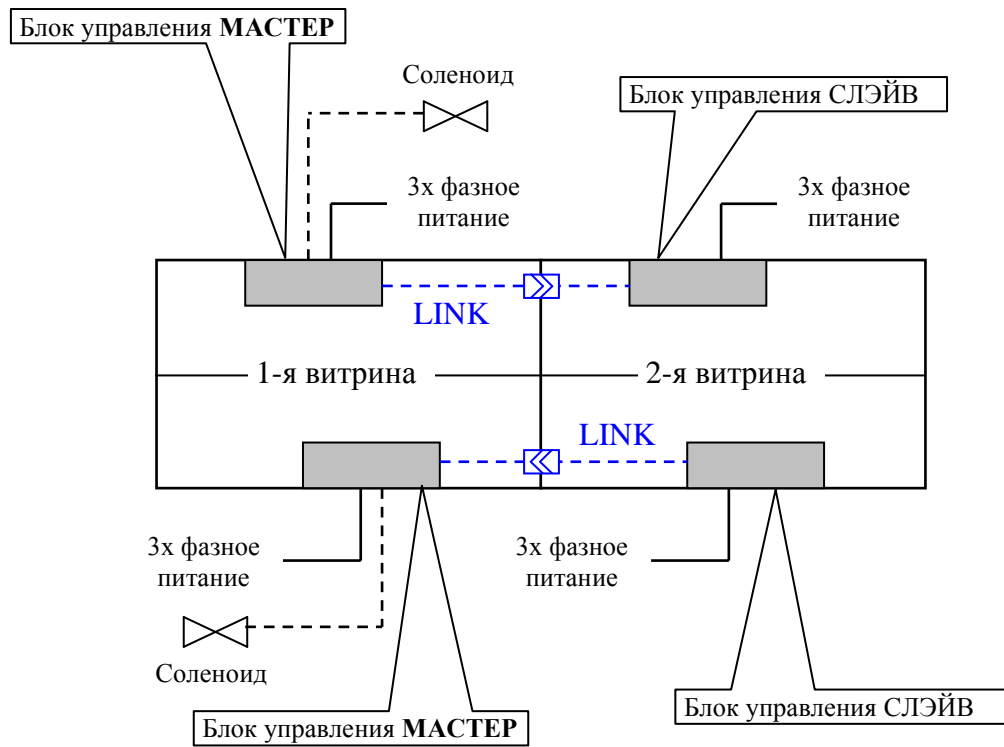 Блок управления МАСТЕР
Соленоид
Блок управления СЛЭЙВ
3х фазное
питание
3х фазное
питание
LINK
1-я витрина
2-я витрина
LINK
3х фазное
питание
3х фазное
питание
Соленоид
Блок управления МАСТЕР
Блок управления СЛЭЙВ